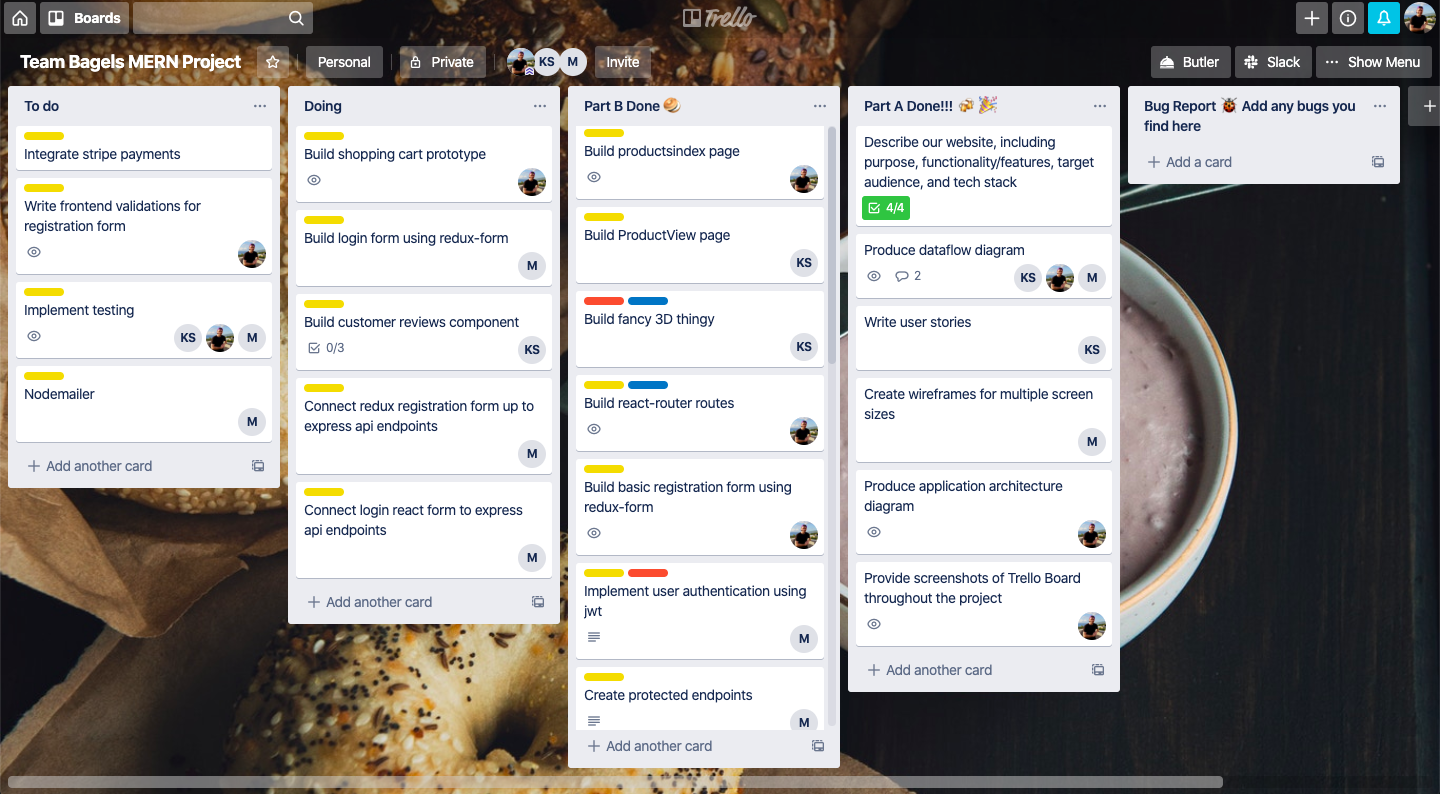 Boards
Trello
Team Bagels MERN Project
Personal
Private
KS
M
Invite
Butler
Slack
Show Menu
To do
Integrate stripe payments
Write frontend validations for
registration form
Implement testing
KS
M
Nodemailer
M
Add another card
Doing
Build shopping cart prototype
Build login form using redux-form
M
Build customer reviews component
0/3
KS
Connect redux registration form up to
express api endpoints
M
Connect login react form to express
api endpoints
M
Add another card
Part B Done 🥯
Build productsindex page
Build ProductView page
KS
Build fancy 3D thingy
KS
Build react-router routes
Build basic registration form using
redux-form
Implement user authentication using
jwt
M
Create protected endpoints
M
Add another card
Part A Done!!! 🍻 🎉
Describe our website, including
purpose, functionality/features, target
audience, and tech stack
4/4
Produce dataflow diagram
2
KS
M
Write user stories
KS
Create wireframes for multiple screen
sizes
M
Produce application architecture
diagram
Provide screenshots of Trello Board
throughout the project
Add another card
Bug Report 🐞 Add any bugs you
find here
Add a card